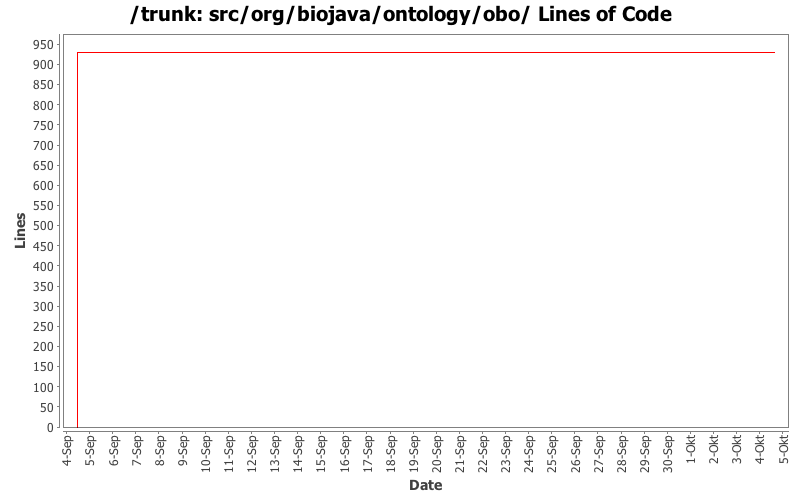 /trunk: src/org/biojava/ontology/obo/ Lines of Code
950
900
850
800
750
700
650
600
550
500
450
400
350
300
250
200
150
100
50
0
Lines
4-Sep
5-Sep
6-Sep
7-Sep
8-Sep
9-Sep
10-Sep
11-Sep
12-Sep
13-Sep
14-Sep
15-Sep
16-Sep
17-Sep
18-Sep
19-Sep
20-Sep
21-Sep
22-Sep
23-Sep
24-Sep
25-Sep
26-Sep
27-Sep
28-Sep
29-Sep
30-Sep
1-Okt
2-Okt
3-Okt
4-Okt
5-Okt
Date